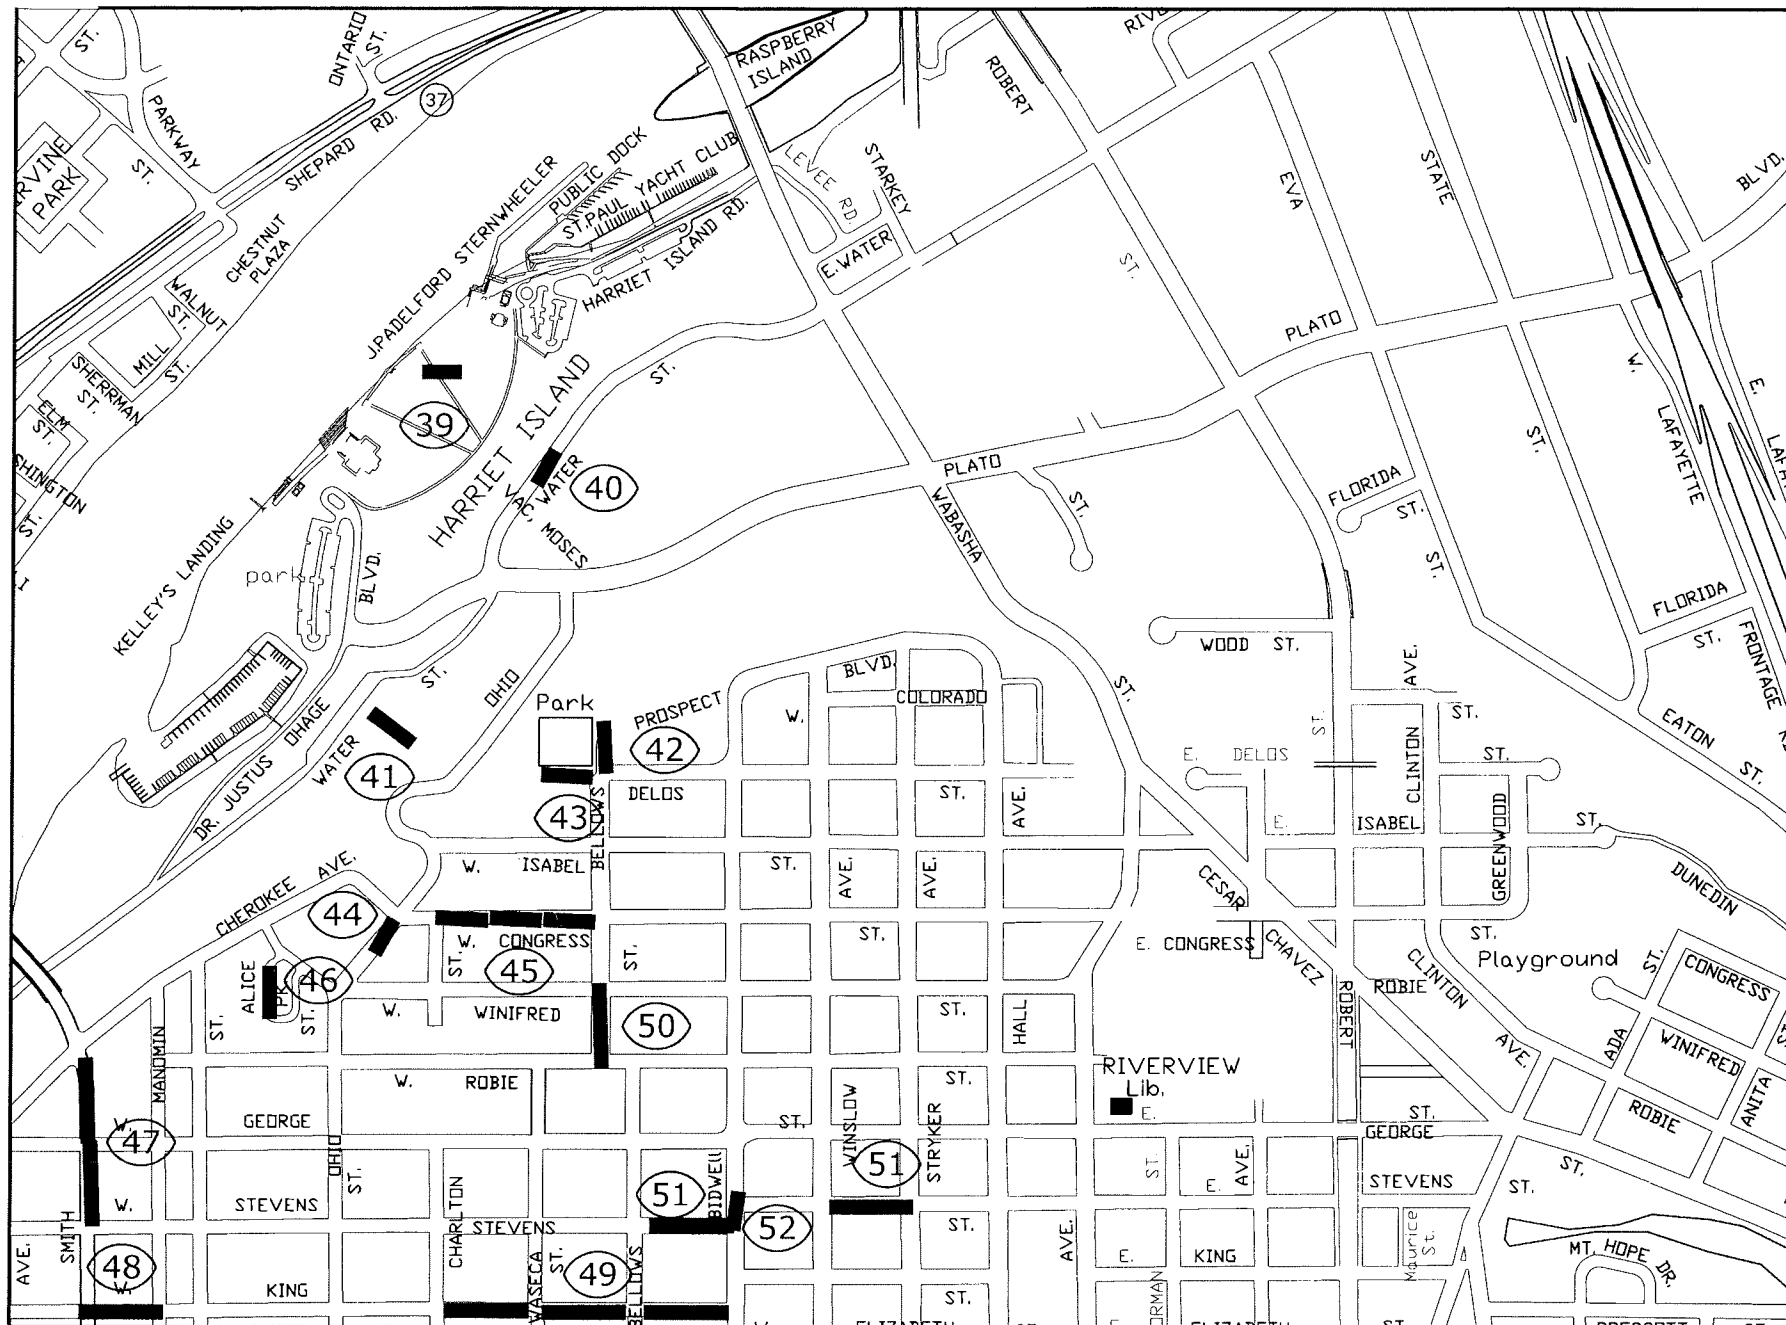 ST.
ONTARIO
ST.
RASPBERRY
ISLAND
ROBERT
37
PARKWAY
SHEPARD RD.
IRVINE
PARK
ST.
J.PADELFORD STERNWHEELER
PUBLIC DOCK
ST.PAUL YACHT CLUB
LEVEE RD.
STARKEY
EVA
STATE
BLVD.
CHESTNUT
PLAZA
WALNUT
ST.
MILL
ST.
SHERRMAN
ST.
ELM
ST.
ST.
E.WATER
HARRIET ISLAND RD.
ST.
PLATO
W.
E.
LAFAYETTE
ST.
39
HARRIET ISLAND
ST.
40
WATER
VAC, MOSES
PLATO
ST.
WABASHA
FLORIDA
ST.
ST.
KELLEY'S LANDING
park
BLVD.
FLORIDA
ST.
FRONTAGE
WOOD ST.
AVE.
ST.
EATON
ST.
OHIO
ST.
Park
PROSPECT
BLVD.
COLORADO
W.
ST.
ST.
DR. JUSTUS OHAGE
WATER
41
42
43
BELLOWS
DELOS
ST.
AVE.
E. DELOS
ST.
CLINTON
ST.
GREENWOOD
E. ISABEL
ST.
DUNEDIN
W. ISABEL
ST.
AVE.
AVE.
CESAR
CHAVEZ
CHEROKEE AVE.
44
W. CONGRESS
ST.
45
ST.
ST.
E. CONGRESS
ST.
Playground
CLINTON
AVE.
ST.
CONGRESS
ALICE
PK.
46
ST.
ST.
W. WINIFRED
50
ST.
HALL
ROBERT
ROBIE
ADA
WINIFRED
ANITA
ROBIE
MANOMIN
W. ROBIE
ST.
RIVERVIEW
Lib.
E.
ST.
GEORGE
ST.
W.
47
GEORGE
OHIO
ST.
ST.
WINSLOW
STRYKER
51
51
BIDWELL
52
ST.
E.
AVE.
STEVENS
ST.
W.
STEVENS
CHARLTON
STEVENS
ST.
AVE.
SMITH
AVE.
48
W.
KING
WASECA
ST.
49
BELLOWS
ST.
E. KING
Maurice
St.
MT. HOPE DR.